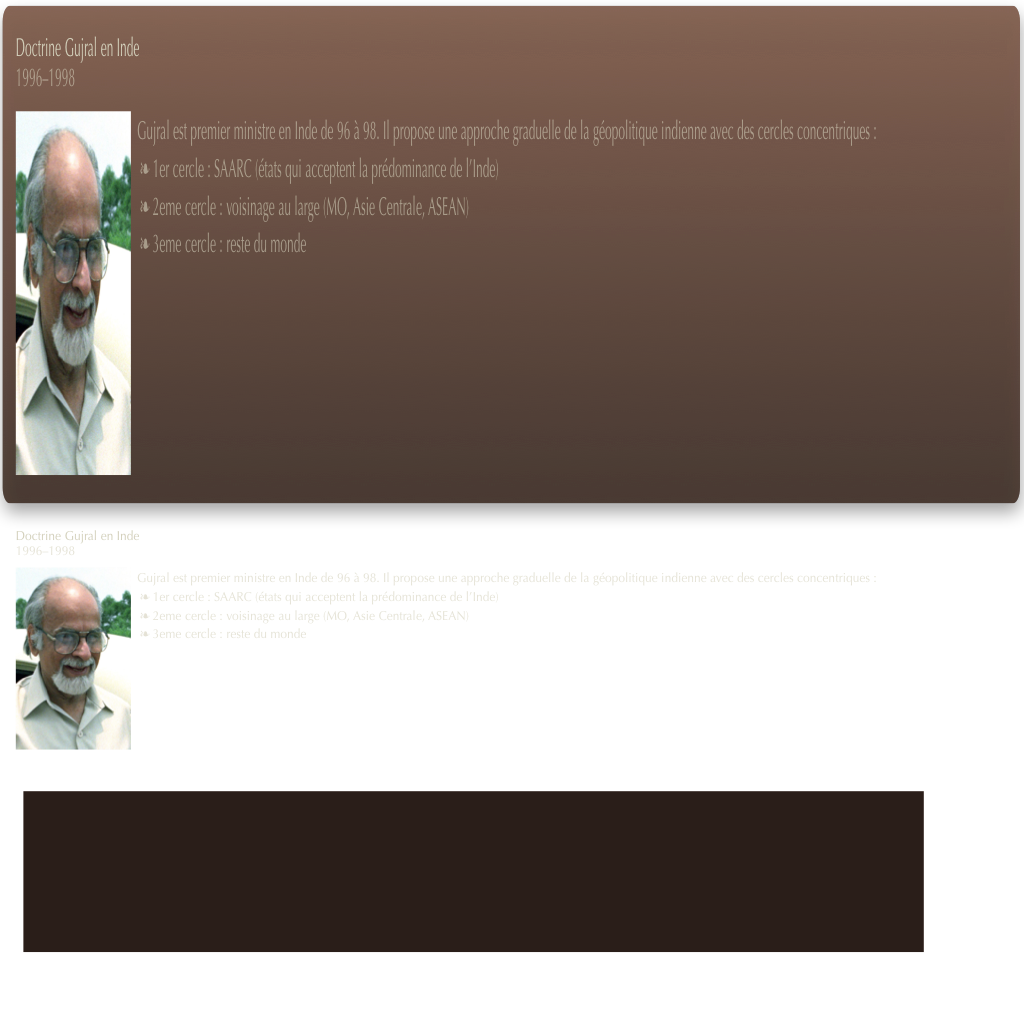 Doctrine Gujral en Inde
1996–1998
Gujral est premier ministre en Inde de 96 à 98. Il propose une approche graduelle de la géopolitique indienne avec des cercles concentriques :
❧ 1er cercle : SAARC (états qui acceptent la prédominance de l’Inde)
❧ 2eme cercle : voisinage au large (MO, Asie Centrale, ASEAN)
❧ 3eme cercle : reste du monde
Doctrine Gujral en Inde
1996–1998
Gujral est premier ministre en Inde de 96 à 98. Il propose une approche graduelle de la géopolitique indienne avec des cercles concentriques :
❧ 1er cercle : SAARC (états qui acceptent la prédominance de l’Inde)
❧ 2eme cercle : voisinage au large (MO, Asie Centrale, ASEAN)
❧ 3eme cercle : reste du monde